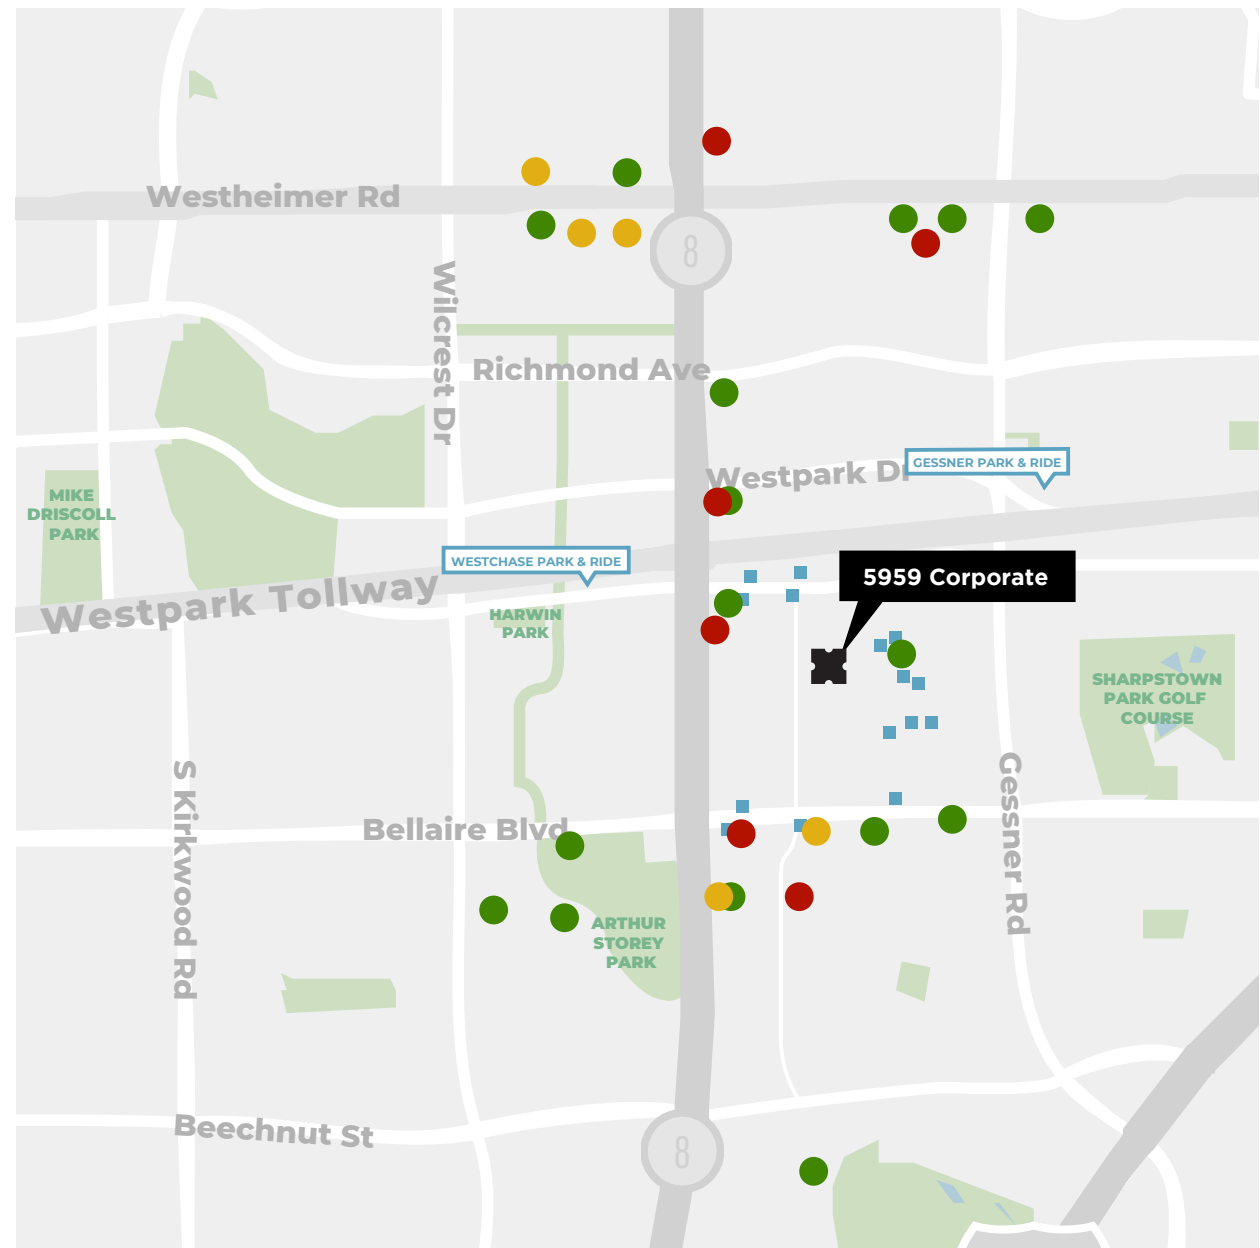 Westheimer Rd
8
Wilcrest Dr
Richmond Ave
Westpark Dr
GESSNER PARK & RIDE
MIKE
DRISCOLL
PARK
WESTCHASE PARK & RIDE
5959 Corporate
Westpark Tollway
HARWIN
PARK
SHARPSTOWN
PARK GOLF
COURSE
S Kirkwood Rd
Gessner Rd
Bellaire Blvd
ARTHUR
STOREY
PARK
Beechnut St
8